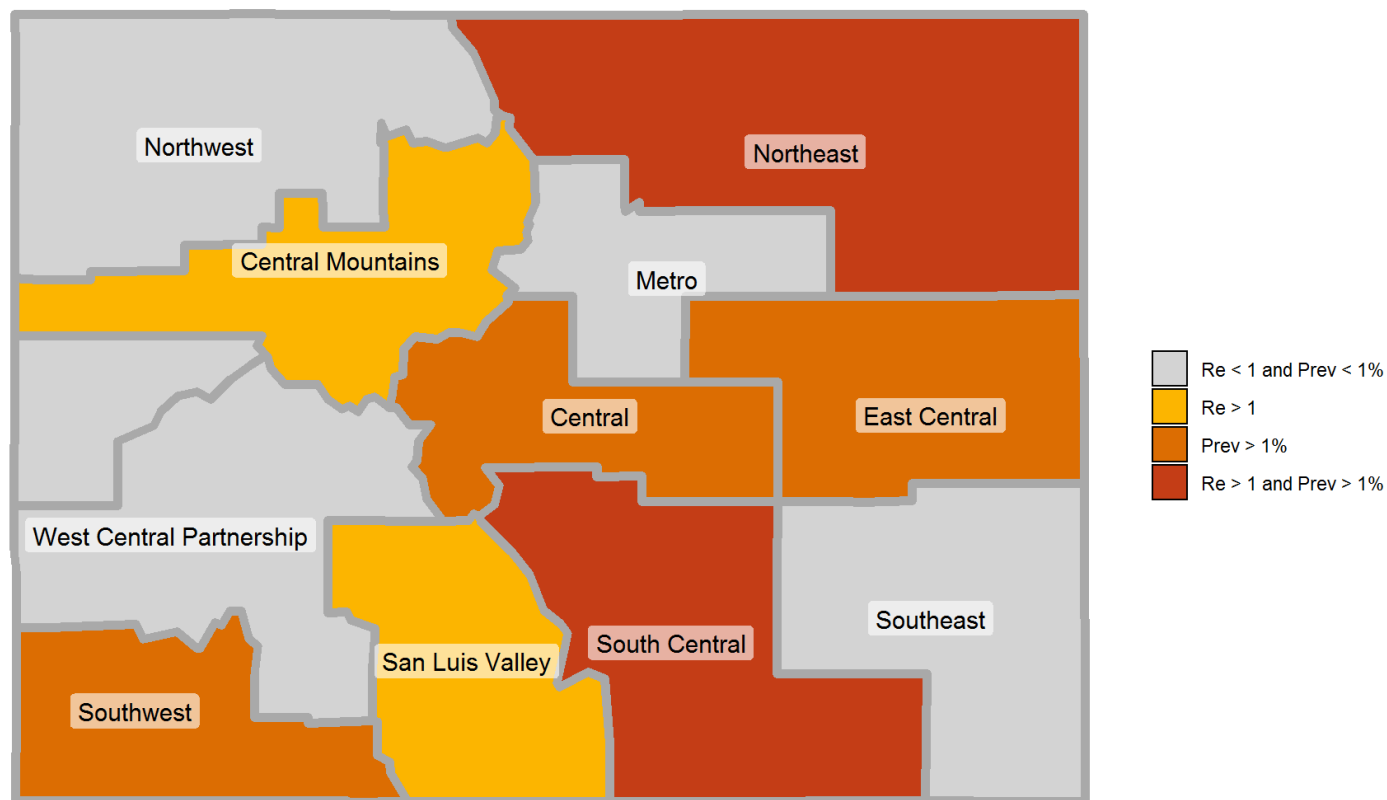 Northwest
Northeast
Central Mountains
Metro
Central
East Central
West Central Partnership
Southeast
South Central
San Luis Valley
Southwest
Re < 1 and Prev < 1%
Re > 1
Prev > 1%
Re > 1 and Prev > 1%